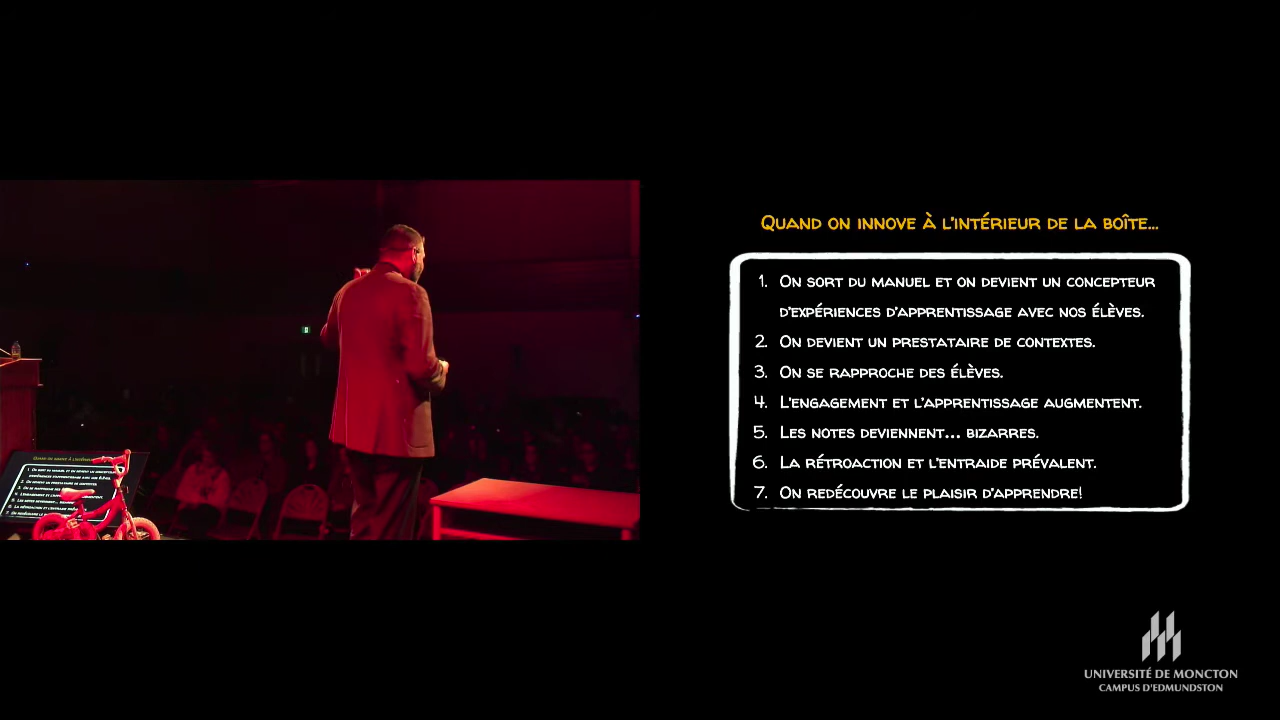 Quand on innove à l'intérieur de la boîte...
1. On sort du manuel et on devient un concepteur
d'expériences d'apprentissage avec nos élèves.
2. On devient un prestataire de contextes.
3. On se rapproche des élèves.
4. L'engagement et l'apprentissage augmentent.
5. Les notes deviennent... bizarres.
6. La rétroaction et l'entraide prévalent.
7. On redécouvre le plaisir d'apprendre!
UNIVERSITÉ DE MONCTON
CAMPUS D'EDMUNDSTON